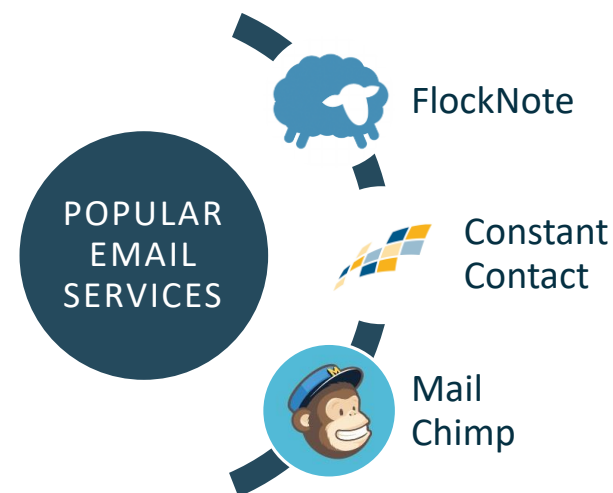 POPULAR
EMAIL
SERVICES
FlockNote
Constant
Contact
Mail
Chimp
M